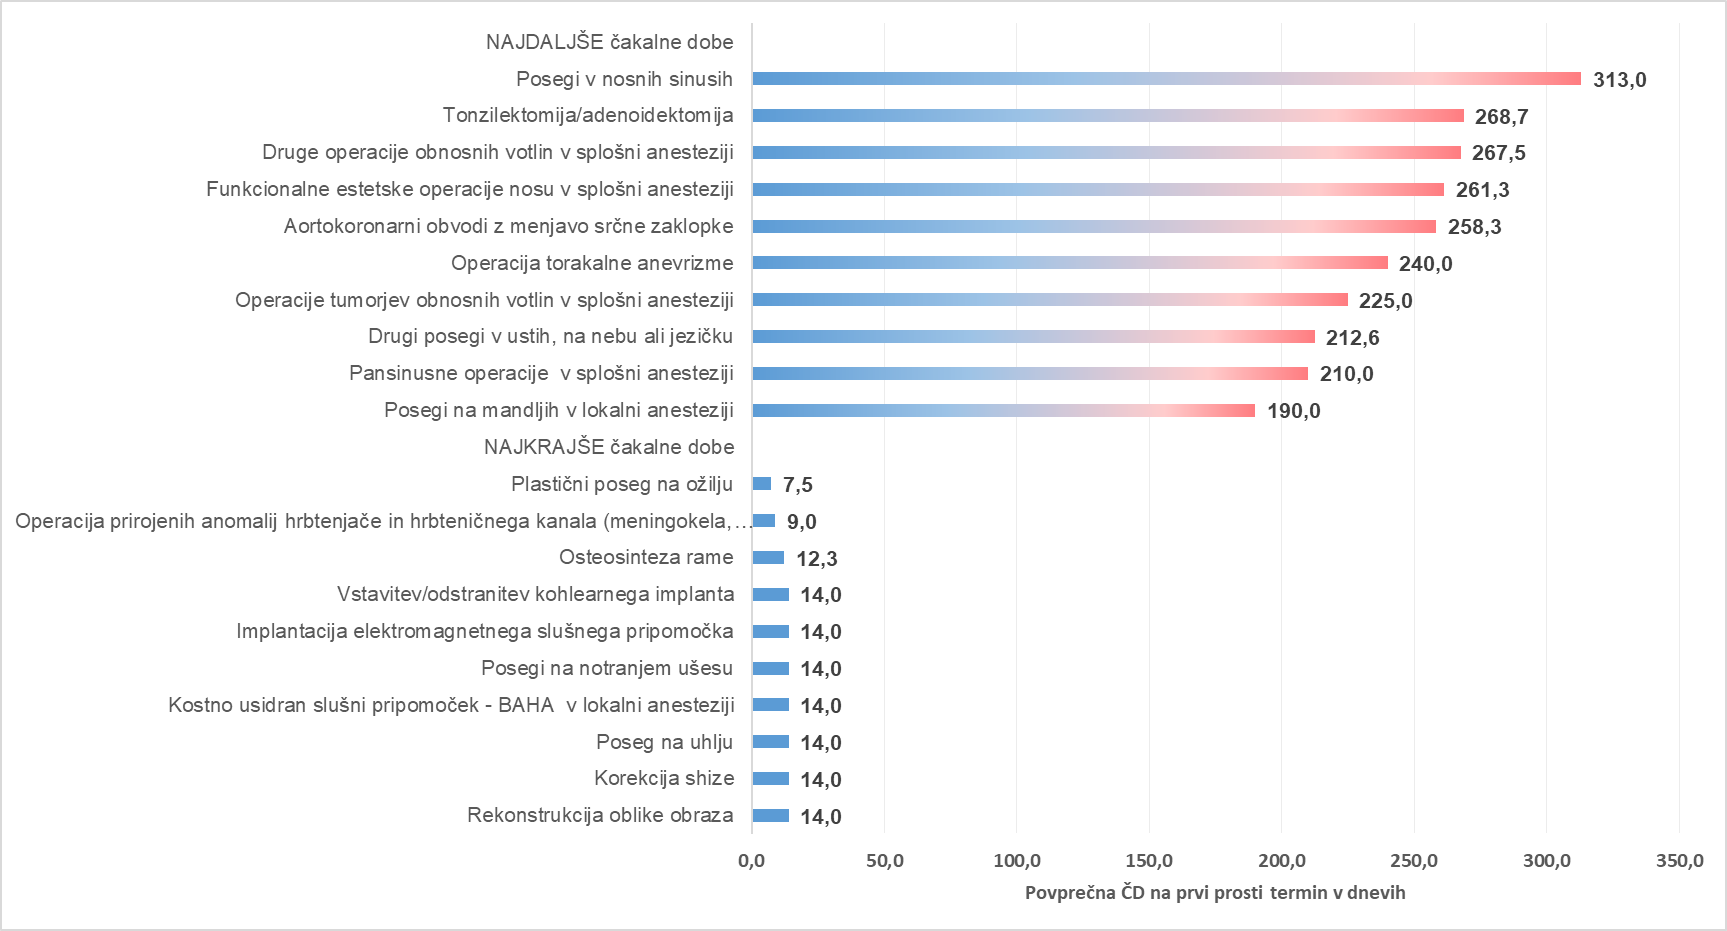 NAJDALJŠE čakalne dobe
Posegi v nosnih sinusih 313,0
Tonzilektomija/adenoidektomija 268,7
Druge operacije obnosnih votlin v splošni anesteziji 267,5
Funkcionalne estetske operacije nosu v splošni anesteziji 261,3
Aortokoronarni obvodi z menjavo srčne zaklopke 258,3
Operacija torakalne anevrizme 240,0
Operacije tumorjev obnosnih votlin v splošni anesteziji 225,0
Drugi posegi v ustih, na nebu ali jezičku 212,6
Pansinusne operacije  v splošni anesteziji 210,0
Posegi na mandljih v lokalni anesteziji 190,0
NAJKRAJŠE čakalne dobe
Plastični poseg na ožilju 7,5
Operacija prirojenih anomalij hrbtenjače in hrbteničnega kanala (meningokela, … 9,0
Osteosinteza rame 12,3
Vstavitev/odstranitev kohlearnega implanta 14,0
Implantacija elektromagnetnega slušnega pripomočka 14,0
Posegi na notranjem ušesu 14,0
Kostno usidran slušni pripomoček - BAHA  v lokalni anesteziji 14,0
Poseg na uhlju 14,0
Korekcija shize 14,0
Rekonstrukcija oblike obraza 14,0
0,0 50,0 100,0 150,0 200,0 250,0 300,0 350,0
Povprečna ČD na prvi prosti termin v dnevih